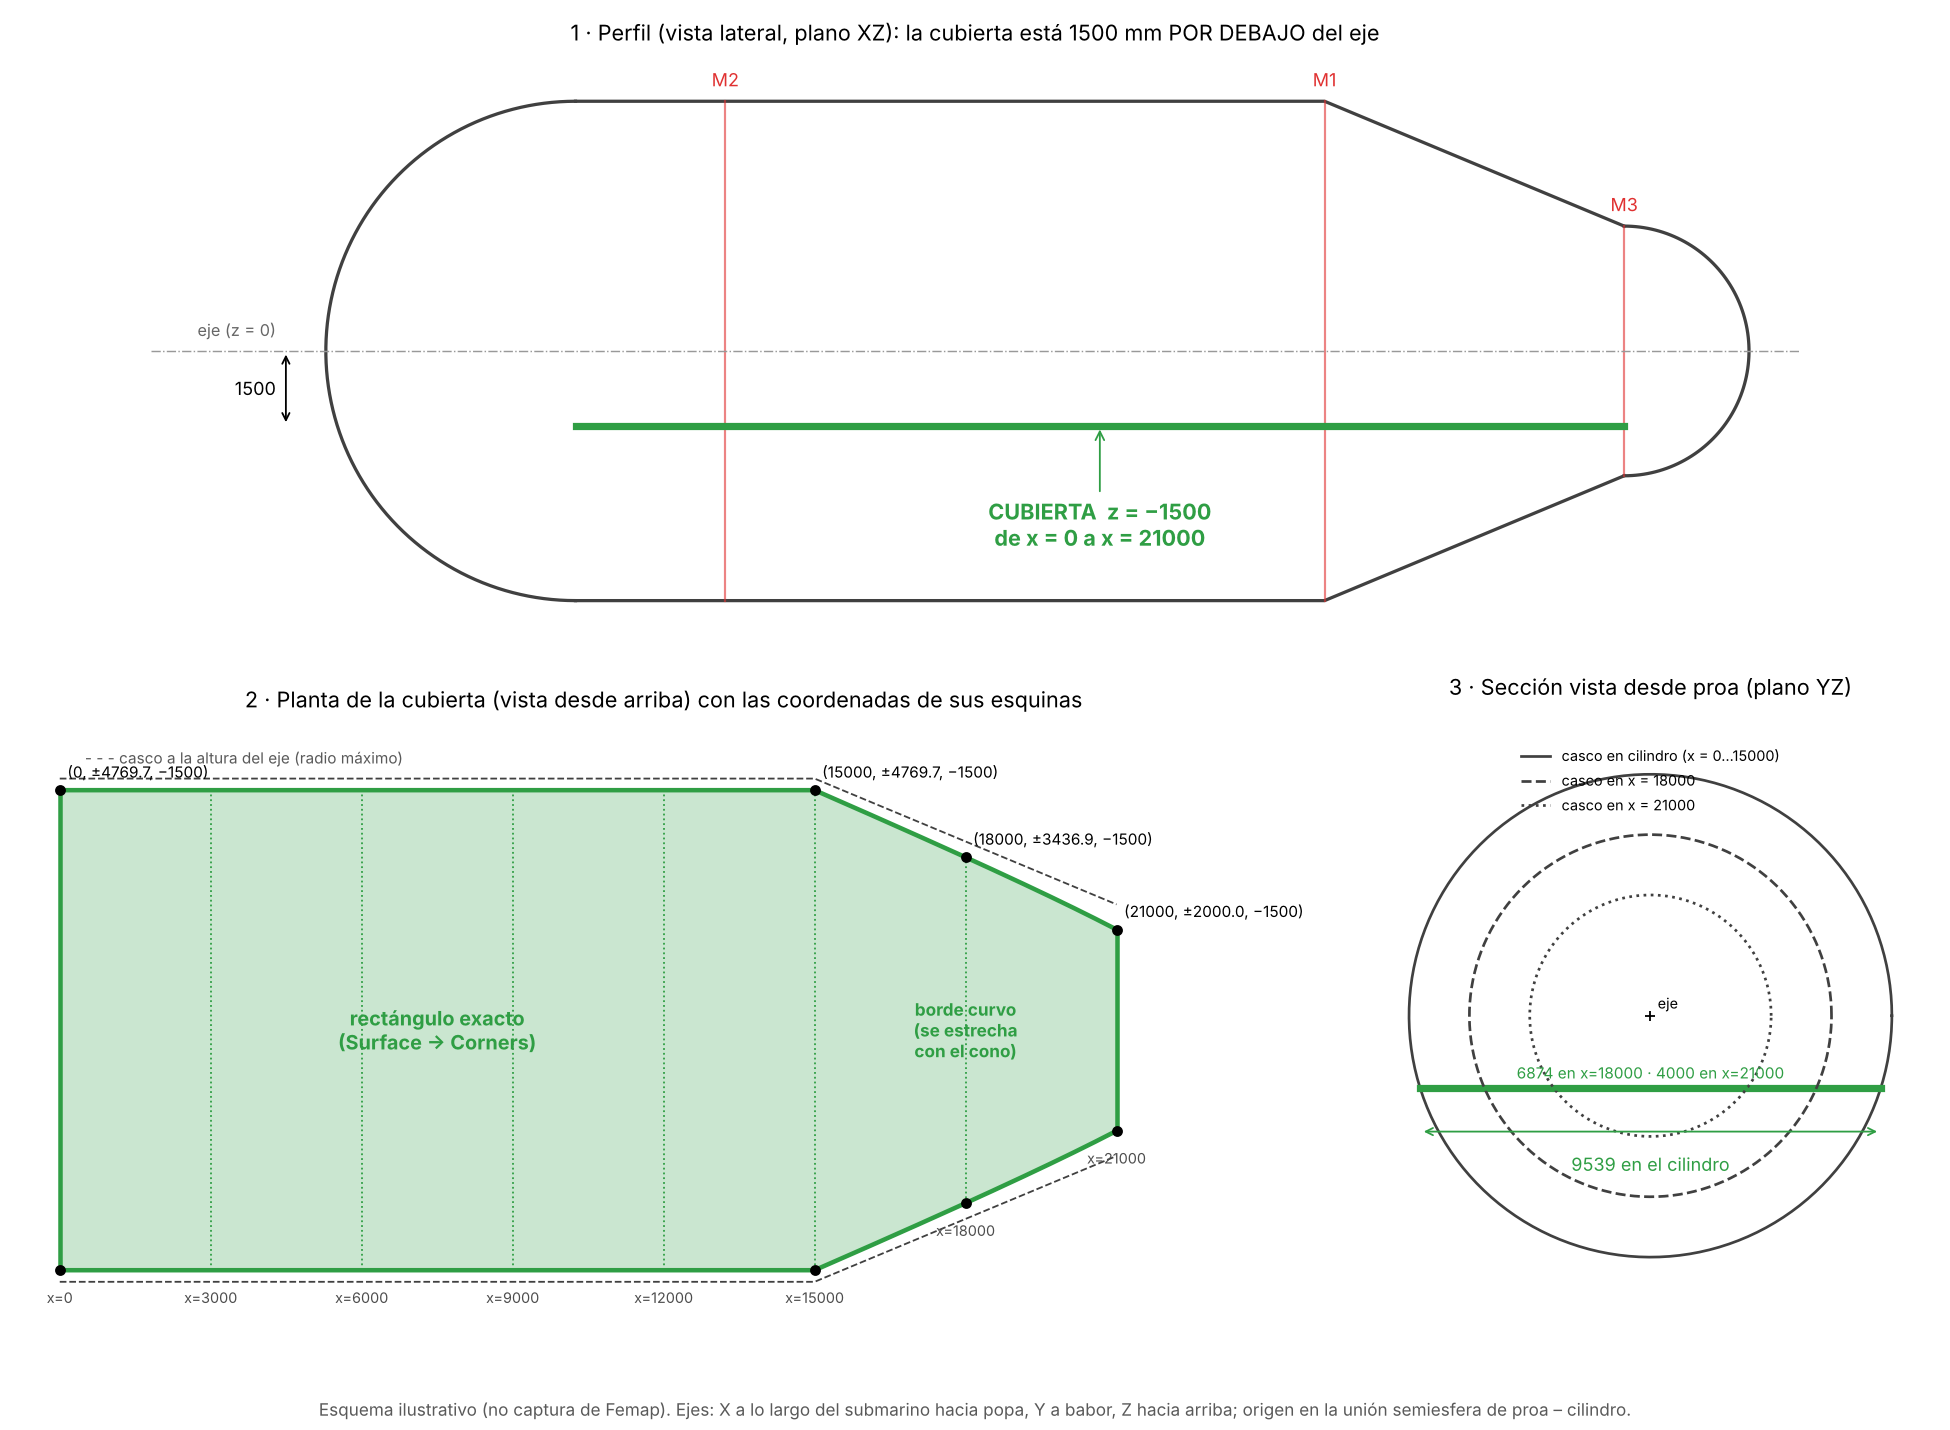 1 · Perfil (vista lateral, plano XZ): la cubierta está 1500 mm POR DEBAJO del eje
M2
M1
M3
eje (z = 0)
1500
CUBIERTA z = −1500
de x = 0 a x = 21000
2 · Planta de la cubierta (vista desde arriba) con las coordenadas de sus esquinas
- - - casco a la altura del eje (radio máximo)
(0, ±4769.7, −1500)
(15000, ±4769.7, −1500)
(18000, ±3436.9, −1500)
(21000, ±2000.0, −1500)
rectángulo exacto
(Surface → Corners)
borde curvo
(se estrecha
con el cono)
x=21000
x=18000
x=0
x=3000
x=6000
x=9000
x=12000
x=15000
3 · Sección vista desde proa (plano YZ)
casco en cilindro (x = 0...15000)
casco en x = 18000
casco en x = 21000
eje
6874 en x=18000 · 4000 en x=21000
9539 en el cilindro
Esquema ilustrativo (no captura de Femap). Ejes: X a lo largo del submarino hacia popa, Y a babor, Z hacia arriba; origen en la unión semiesfera de proa – cilindro.